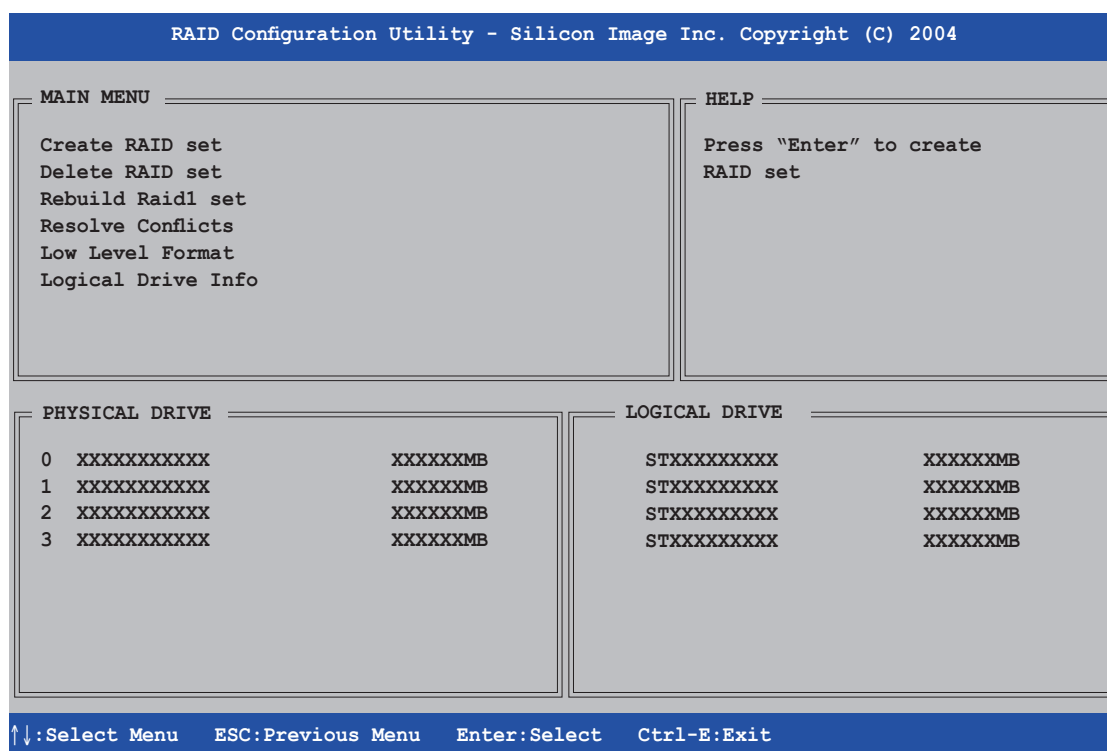 RAID Configuration Utility - Silicon Image Inc. Copyright (C) 2004
MAIN MENU
Create RAID set
Delete RAID set
Rebuild Raid1 set
Resolve Conflicts
Low Level Format
Logical Drive Info
HELP
Press “Enter” to create
RAID set
PHYSICAL DRIVE
0 XXXXXXXXXXX XXXXXXMB
1 XXXXXXXXXXX XXXXXXMB
2 XXXXXXXXXXX XXXXXXMB
3 XXXXXXXXXXX XXXXXXMB
LOGICAL DRIVE
STXXXXXXXXX XXXXXXMB
STXXXXXXXXX XXXXXXMB
STXXXXXXXXX XXXXXXMB
STXXXXXXXXX XXXXXXMB
↑↓:Select Menu ESC:Previous Menu Enter:Select Ctrl-E:Exit